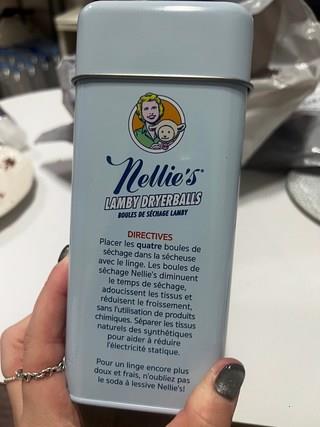 Nellie's
LAMBY DRYERBALLS
BOULES DE SÉCHAGE LAMBY
DIRECTIVES
Placer les quatre boules de
séchage dans la sécheuse
avec le linge. Les boules de
séchage Nellie's diminuent
le temps de séchage,
adoucissent les tissus et
réduisent le froissement,
sans l'utilisation de produits
chimiques. Séparer les tissus
naturels des synthétiques
pour aider à réduire
l'électricité statique.
Pour un linge encore plus
doux et frais, n'oubliez pas
le soda à lessive Nellie's!